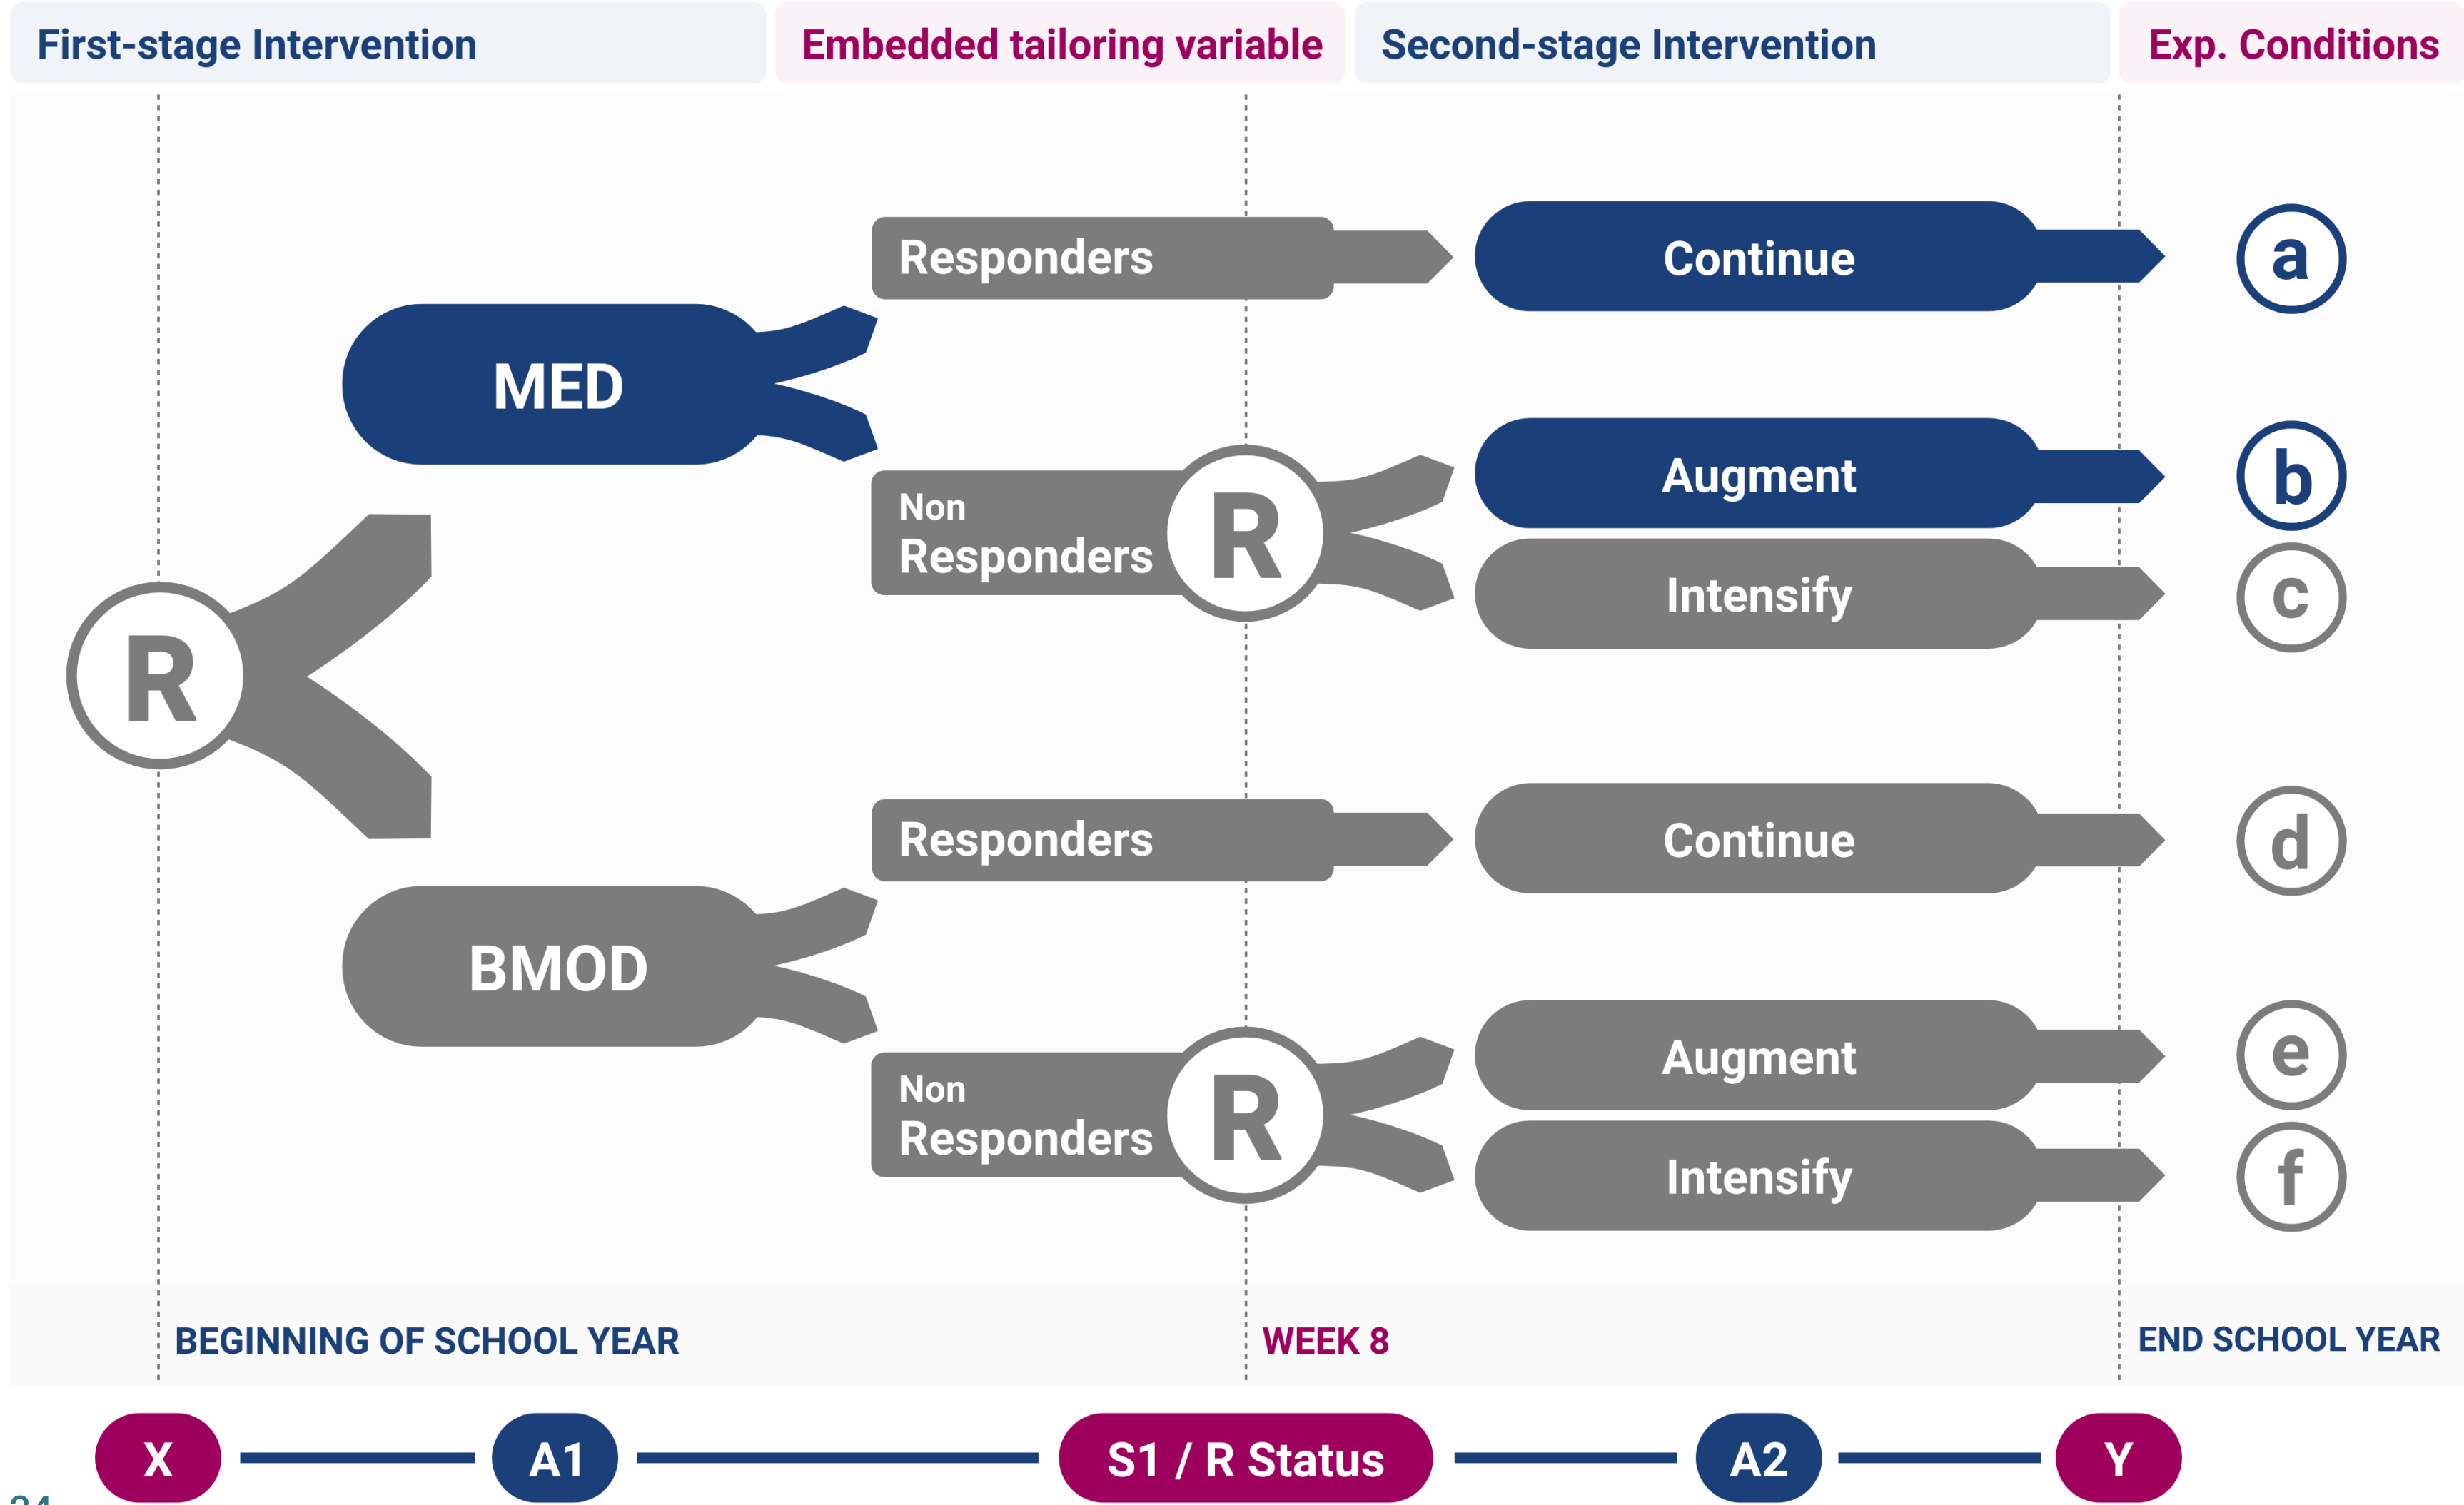 First-stage Intervention
Embedded tailoring variable
Second-stage Intervention
Exp. Conditions
Responders
Continue
a
MED
Augment
b
Non
Responders
R
Intensify
c
R
Responders
Continue
d
BMOD
Augment
e
Non
Responders
R
Intensify
f
BEGINNING OF SCHOOL YEAR
WEEK 8
END SCHOOL YEAR
X
A1
S1 / R Status
A2
Y